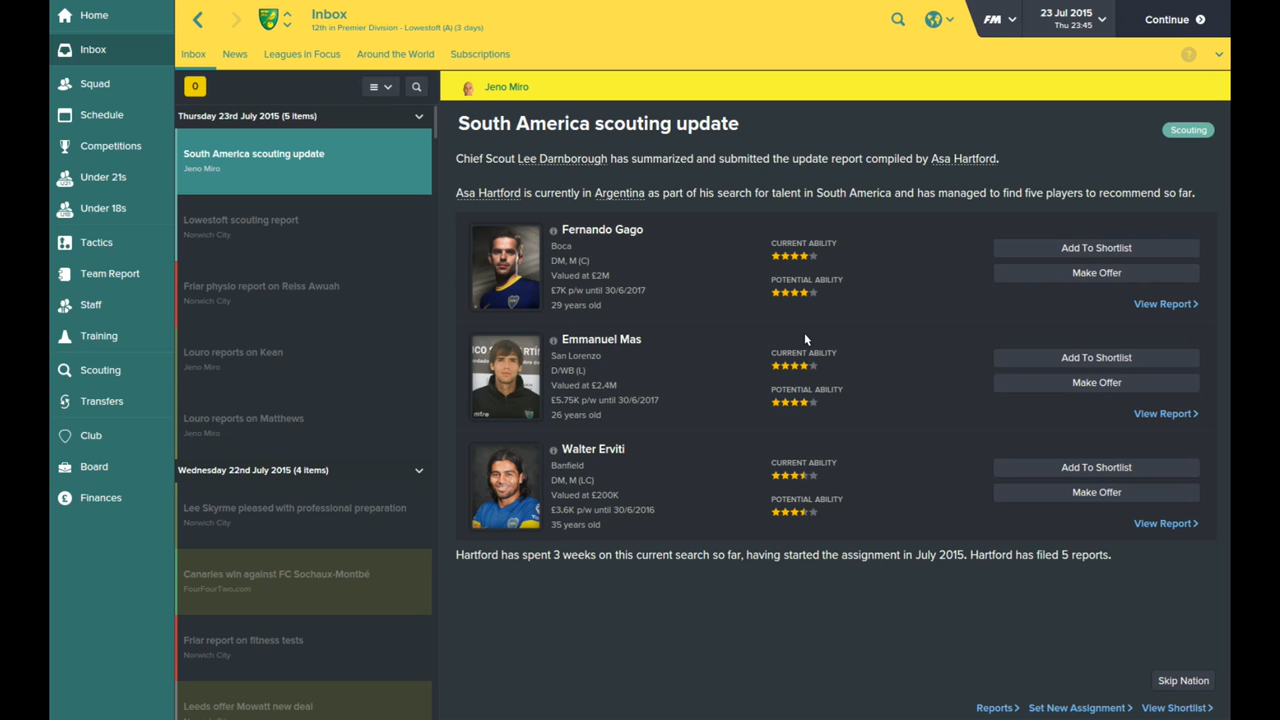 Home
Inbox
Squad
Schedule
Competitions
Under 21s
Under 18s
Tactics
Team Report
Staff
Training
Scouting
Transfers
Club
Board
Finances
Inbox
12th in Premier Division - Lowestoft (A) (3 days)
FM
23 Jul 2015
Thu 23:45
Continue
Inbox News Leagues in Focus Around the World Subscriptions
?
0
Thursday 23rd July 2015 (5 items)
South America scouting update
Jeno Miro
Lowestoft scouting report
Norwich City
Friar physio report on Reiss Awuah
Norwich City
Louro reports on Kean
Jeno Miro
Louro reports on Matthews
Jeno Miro
Wednesday 22nd July 2015 (4 items)
Lee Skyrme pleased with professional preparation
Norwich City
Canaries win against FC Sochaux-Montbé
FourFourTwo.com
Friar report on fitness tests
Norwich City
Leeds offer Mowatt new deal
Jeno Miro
South America scouting update
Scouting
Chief Scout Lee Darnborough has summarized and submitted the update report compiled by Asa Hartford.
Asa Hartford is currently in Argentina as part of his search for talent in South America and has managed to find five players to recommend so far.
Fernando Gago
Boca
DM, M (C)
Valued at £2M
£7K p/w until 30/6/2017
29 years old
CURRENT ABILITY
POTENTIAL ABILITY
Add To Shortlist
Make Offer
View Report>
Emmanuel Mas
San Lorenzo
D/WB (L)
Valued at £2.4M
£5.75K p/w until 30/6/2017
26 years old
CURRENT ABILITY
POTENTIAL ABILITY
Add To Shortlist
Make Offer
View Report>
Walter Erviti
Banfield
DM, M (LC)
Valued at £200K
£3.6K p/w until 30/6/2016
35 years old
CURRENT ABILITY
POTENTIAL ABILITY
Add To Shortlist
Make Offer
View Report>
Hartford has spent 3 weeks on this current search so far, having started the assignment in July 2015. Hartford has filed 5 reports.
Skip Nation
Reports> Set New Assignment> View Shortlist>